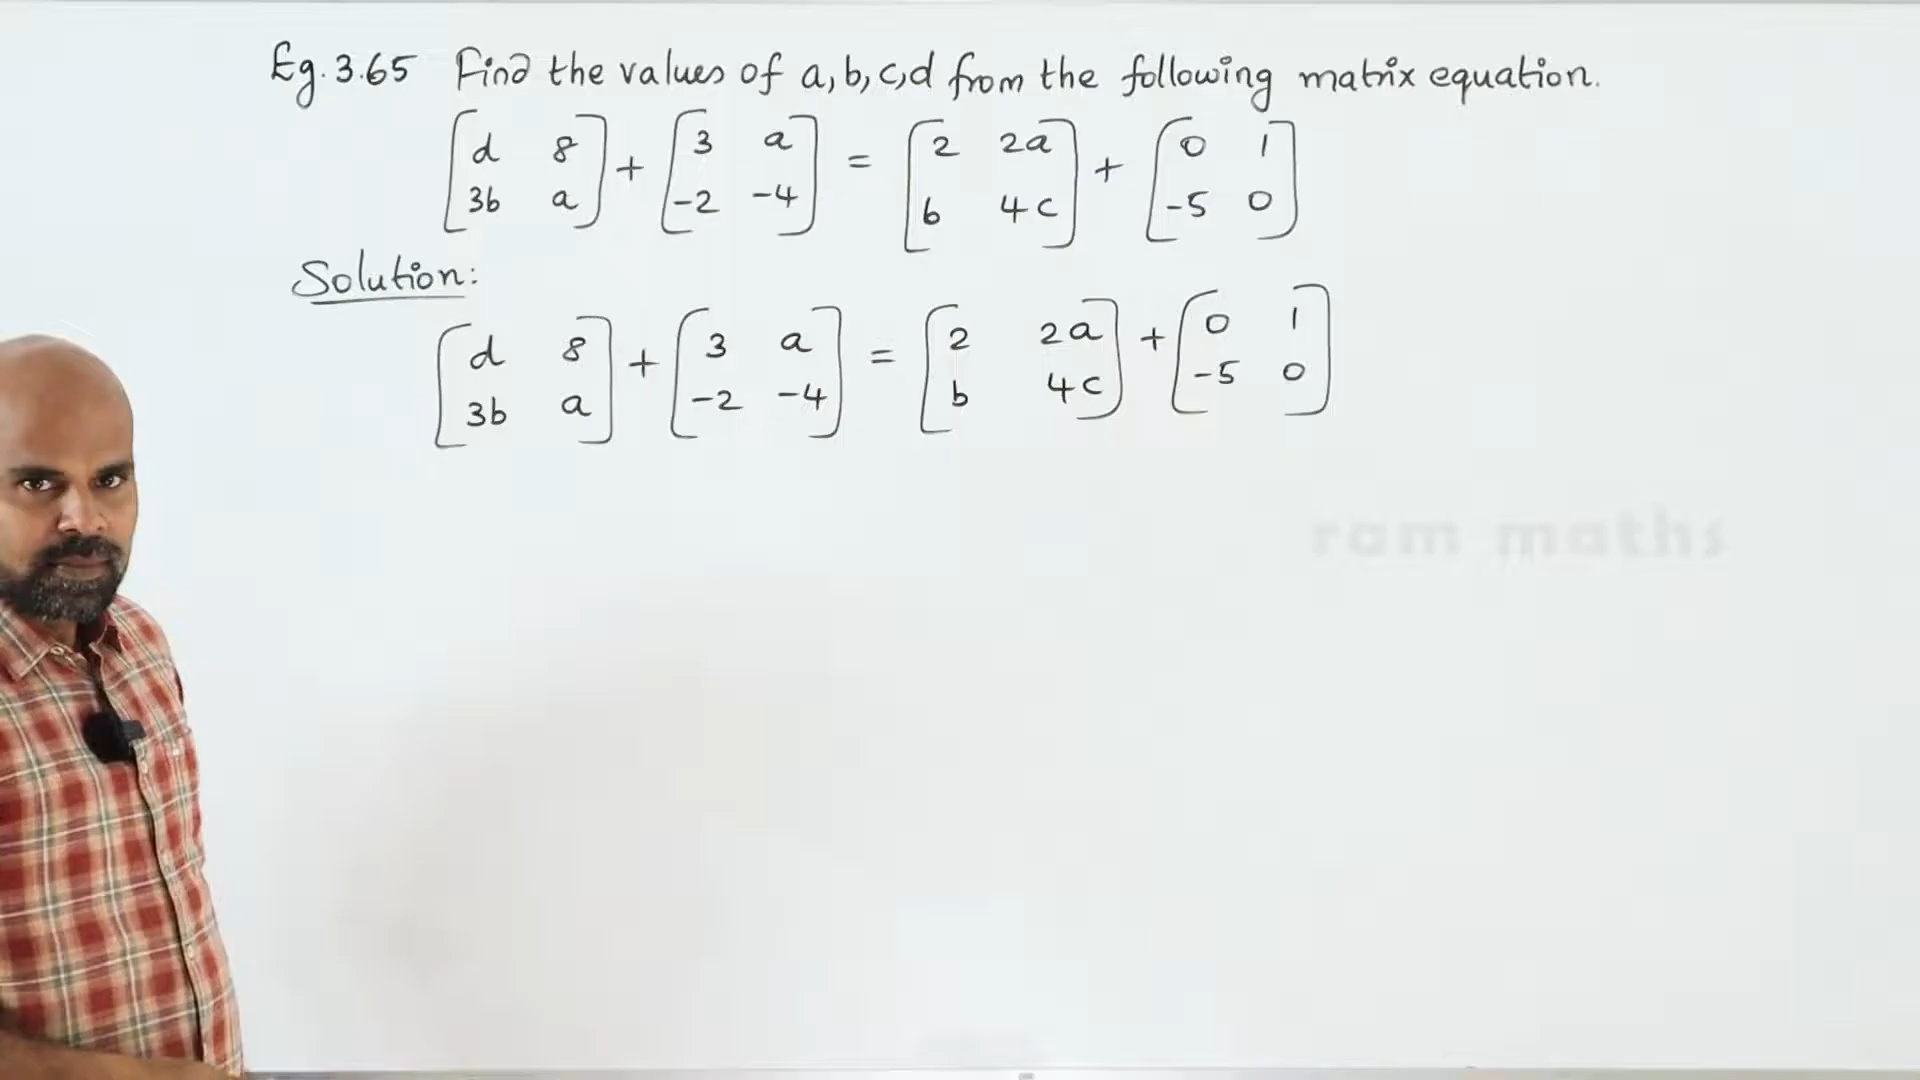 Eg. 3.65 Find the values of a, b, c, d from the following matrix equation.
[d 8] + [3 a] = [2 2a] + [0 1]
[3b a] [-2 -4] [b 4c] [-5 0]
Solution:
[d 8] + [3 a] = [2 2a] + [0 1]
[3b a] [-2 -4] [b 4c] [-5 0]
ram maths